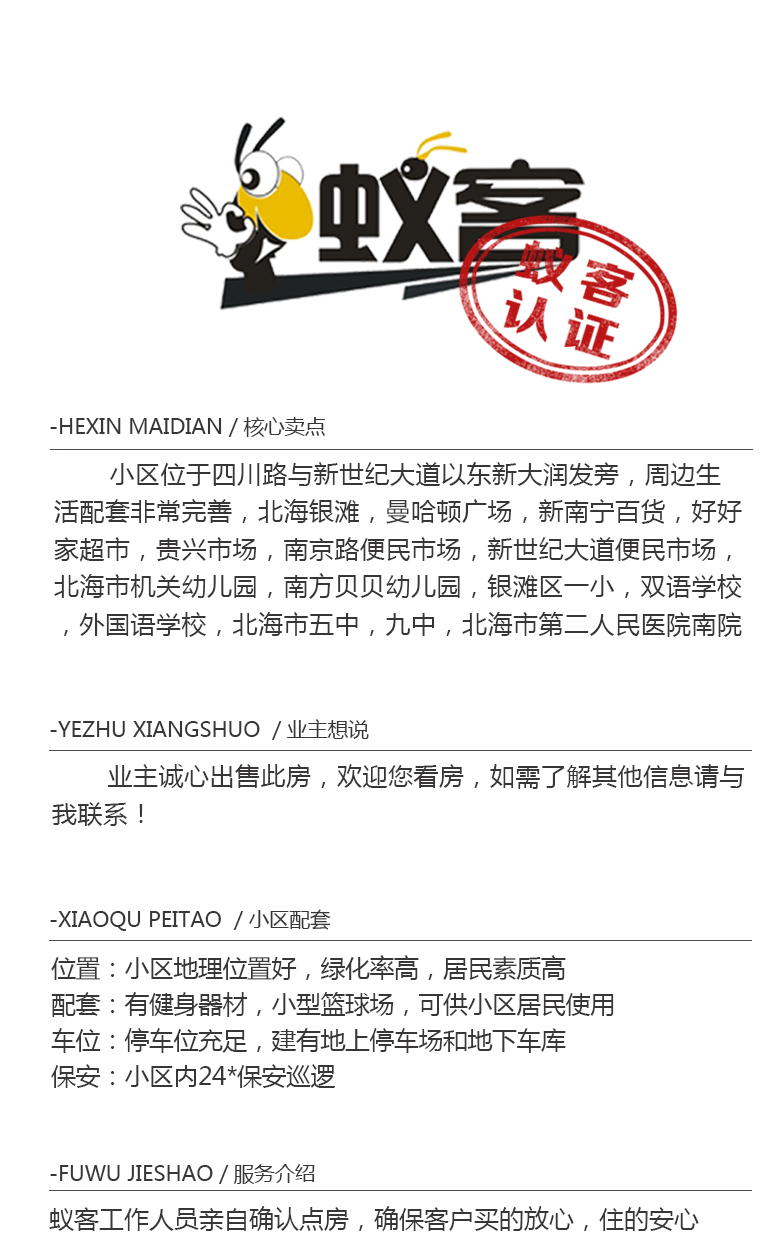 蚁客
蚁客
认证
-HEXIN MAIDIAN / 核心卖点
小区位于四川路与新世纪大道以东新大润发旁，周边生
活配套非常完善，北海银滩，曼哈顿广场，新南宁百货，好好
家超市，贵兴市场，南京路便民市场，新世纪大道便民市场，
北海市机关幼儿园，南方贝贝幼儿园，银滩区一小，双语学校
，外国语学校，北海市五中，九中，北海市第二人民医院南院
-YEZHU XIANGSHUO / 业主想说
业主诚心出售此房，欢迎您看房，如需了解其他信息请与
我联系！
-XIAOQU PEITAO / 小区配套
位置：小区地理位置好，绿化率高，居民素质高
配套：有健身器材，小型篮球场，可供小区居民使用
车位：停车位充足，建有地上停车场和地下车库
保安：小区内24*保安巡逻
-FUWU JIESHAO / 服务介绍
蚁客工作人员亲自确认点房，确保客户买的放心，住的安心